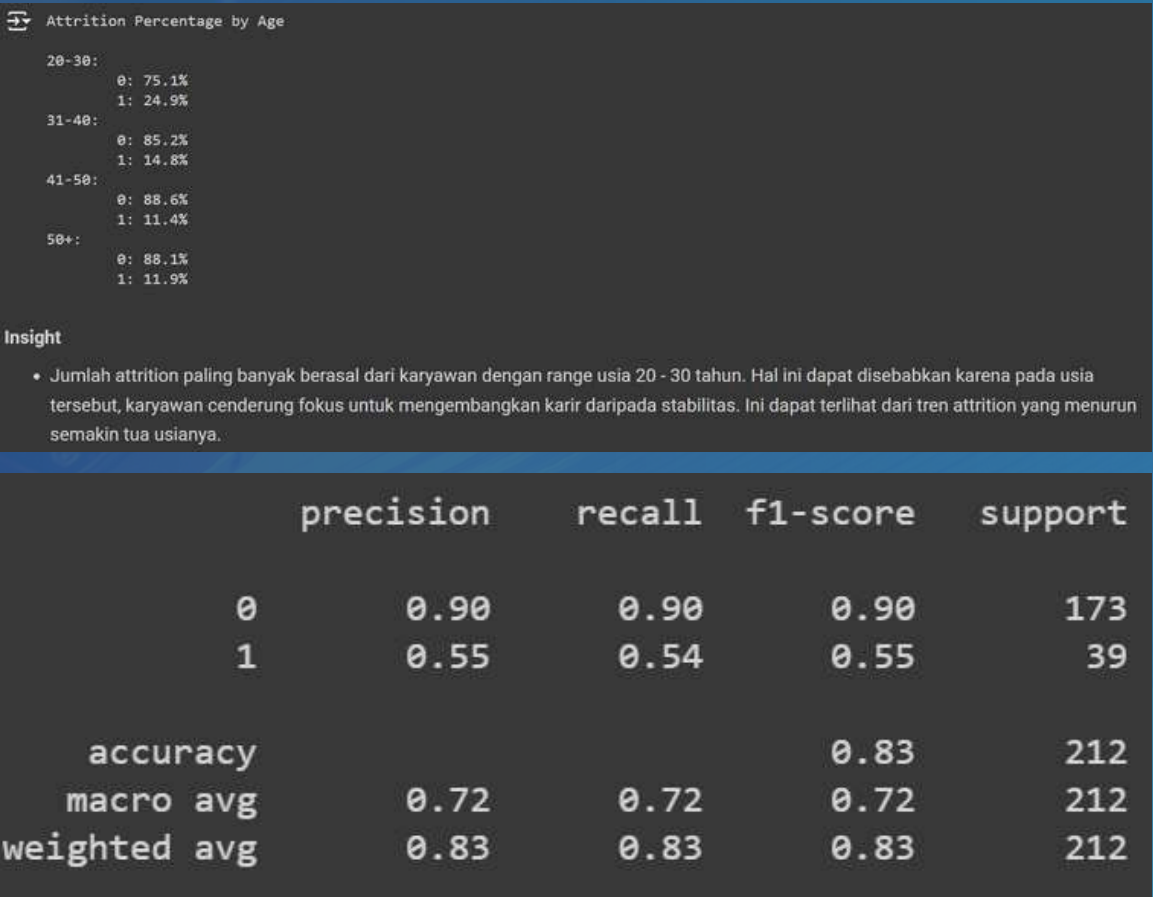 Attrition Percentage by Age
20-30:
0: 75.1%
1: 24.9%
31-40:
0: 85.2%
1: 14.8%
41-50:
0: 88.6%
1: 11.4%
50+:
0: 88.1%
1: 11.9%
Insight
• Jumlah attrition paling banyak berasal dari karyawan dengan range usia 20 - 30 tahun. Hal ini dapat disebabkan karena pada usia
tersebut, karyawan cenderung fokus untuk mengembangkan karir daripada stabilitas. Ini dapat terlihat dari tren attrition yang menurun
semakin tua usianya.
precision recall f1-score support
0 0.90 0.90 0.90 173
1 0.55 0.54 0.55 39
accuracy 0.83 212
macro avg 0.72 0.72 0.72 212
weighted avg 0.83 0.83 0.83 212